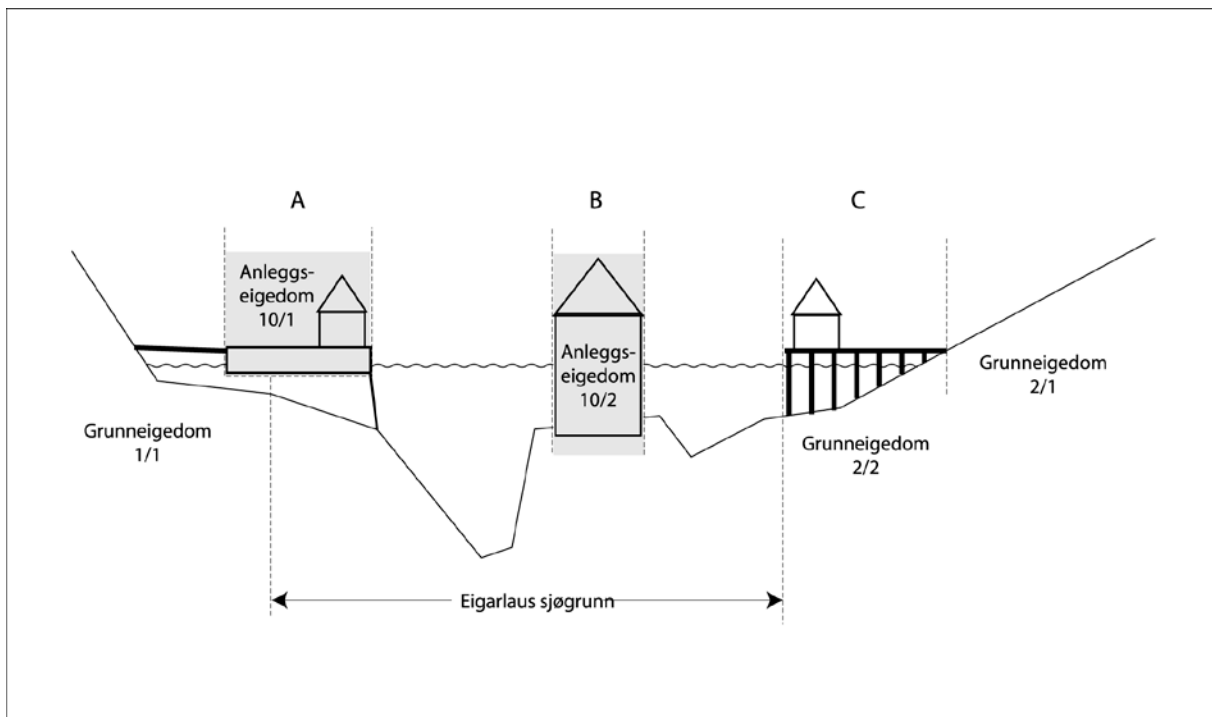 A
B
C
Anleggs-
eigedom
10/1
Anleggs-
eigedom
10/2
Grunneigedom
1/1
Grunneigedom
2/1
Grunneigedom
2/2
Eigarlaus sjøgrunn